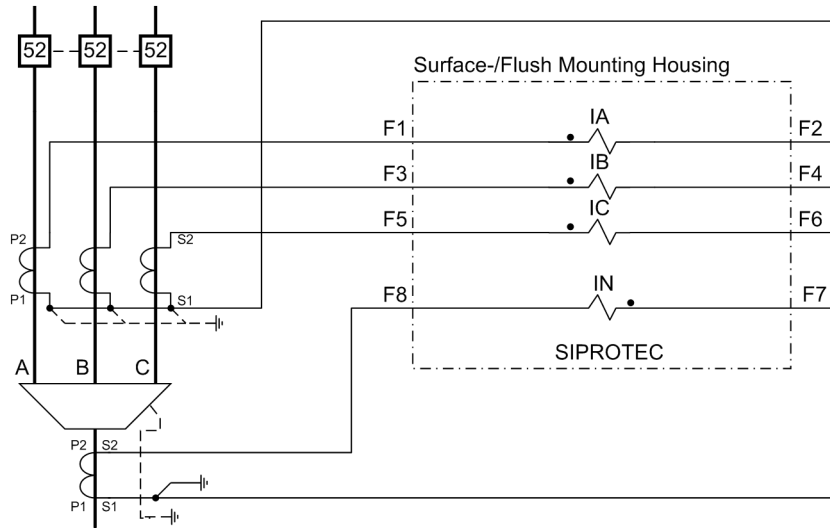 52 52 52
Surface-/Flush Mounting Housing
F1 IA F2
F3 IB F4
F5 IC F6
P2 S2
P1 S1
F8 IN F7
SIPROTEC
A B C
P2 S2
P1 S1